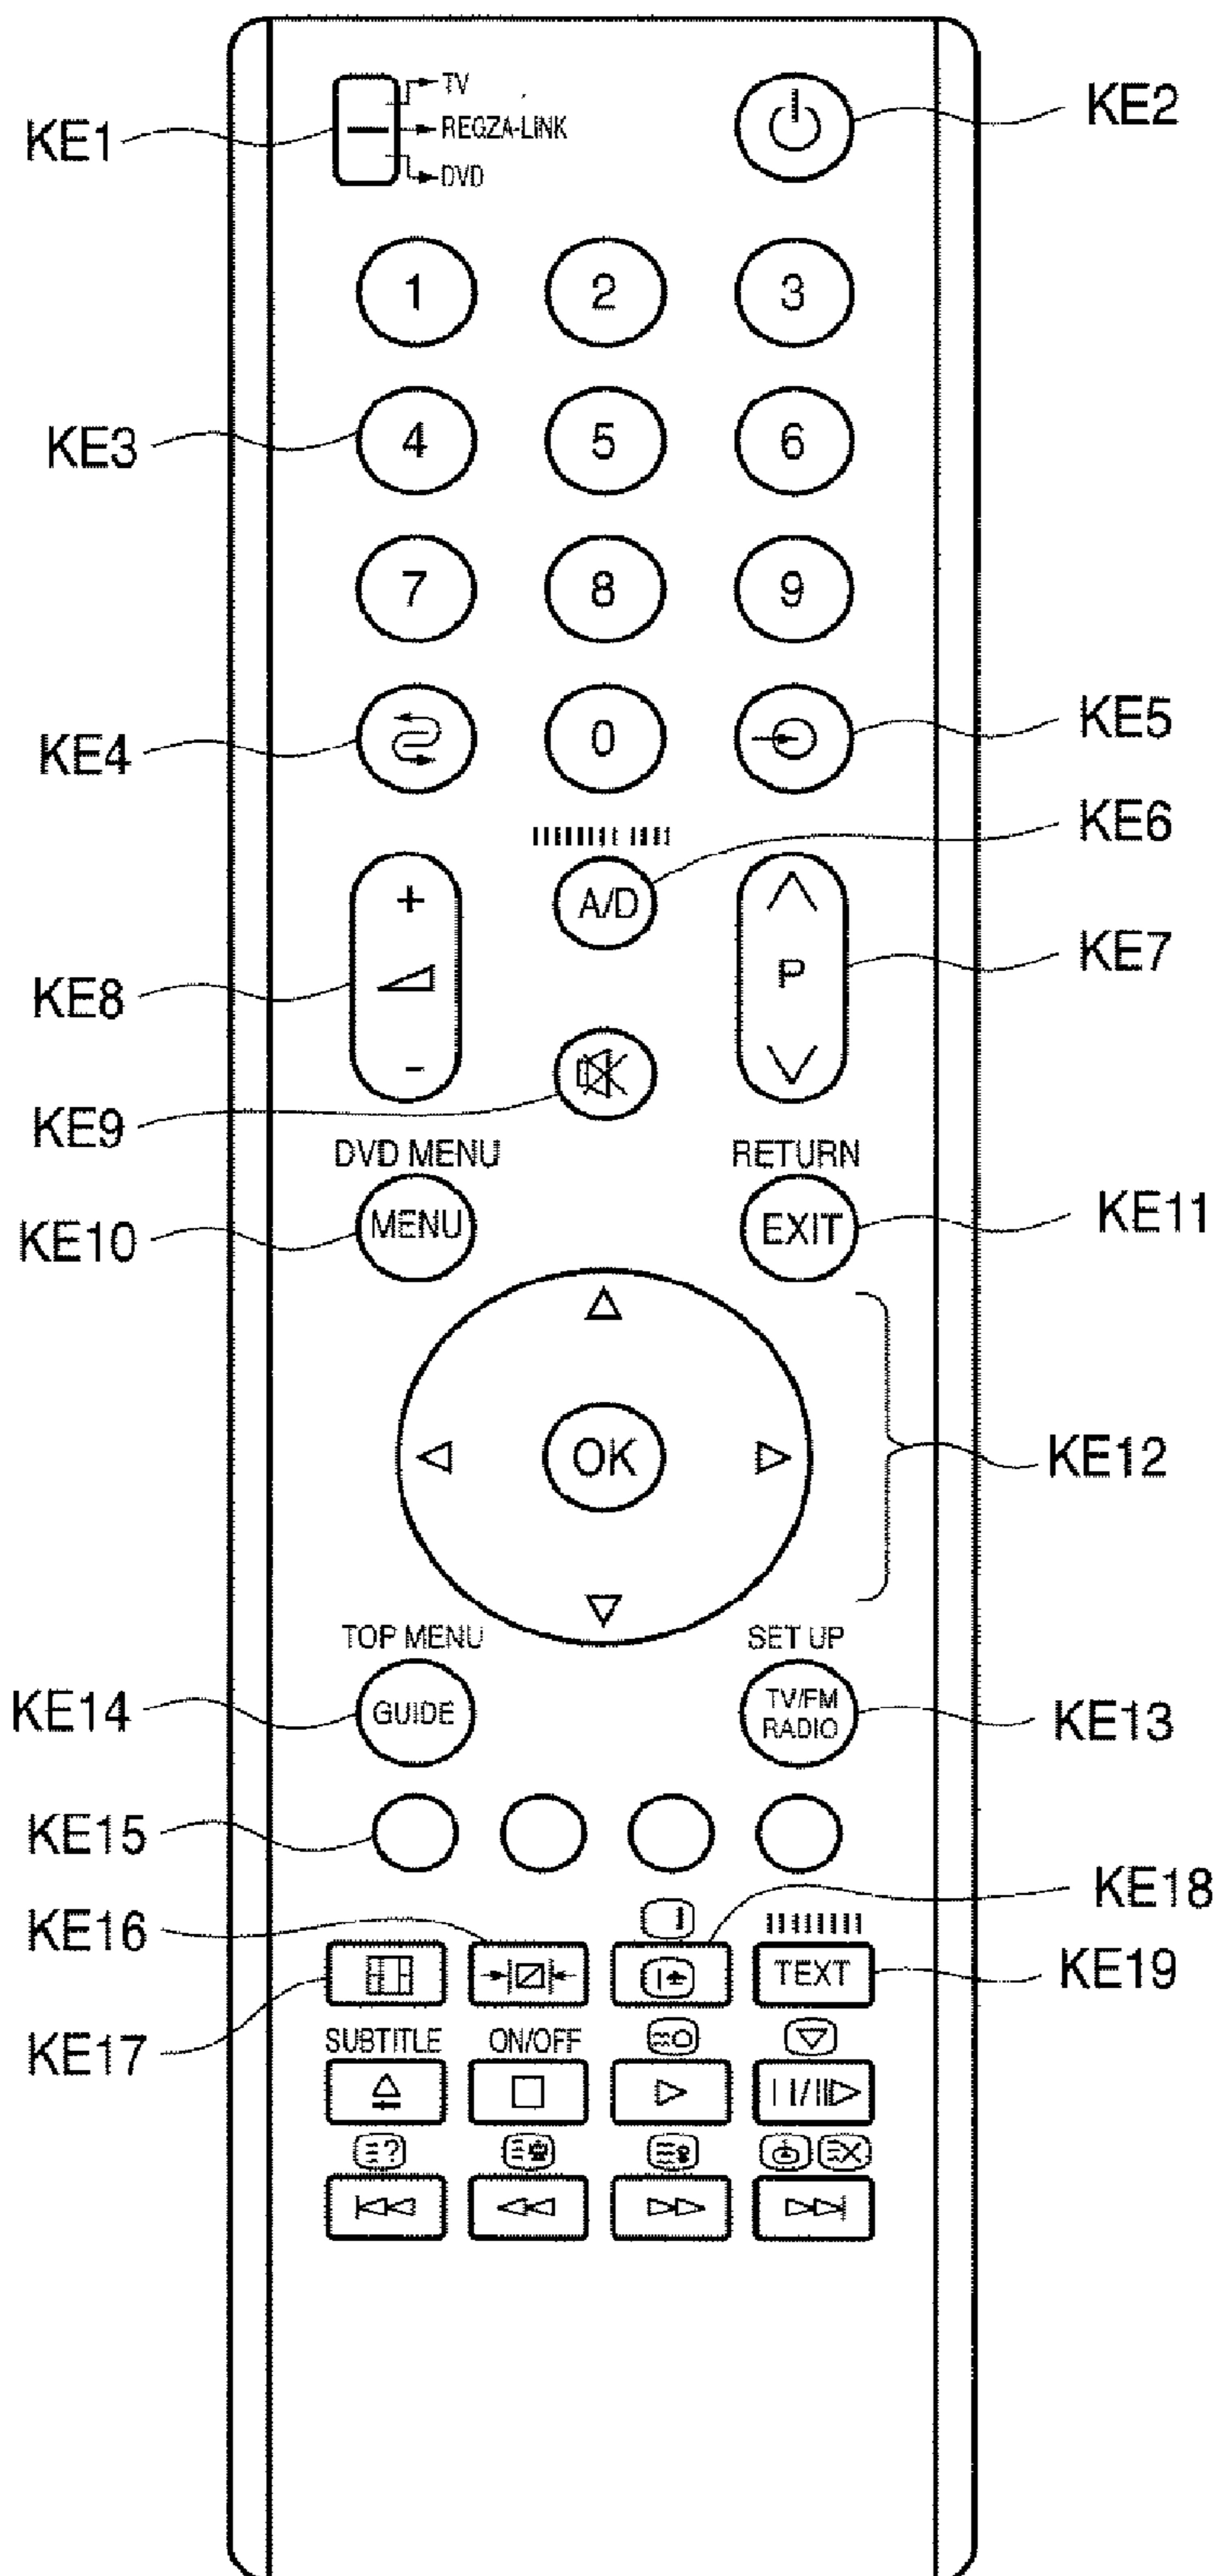 TV
KE1
REGZA-LINK
KE2
DVD
1 2 3
KE3
4 5 6
7 8 9
KE4
0
KE5
KE6
+
A/D
KE8
P
KE7
-
KE9
DVD MENU
RETURN
KE10
MENU
EXIT
KE11
OK
KE12
TOP MENU
SET UP
KE14
GUIDE
TV/FM
RADIO
KE13
KE15
KE18
KE16
TEXT
KE19
KE17
SUBTITLE
ON/OFF
?